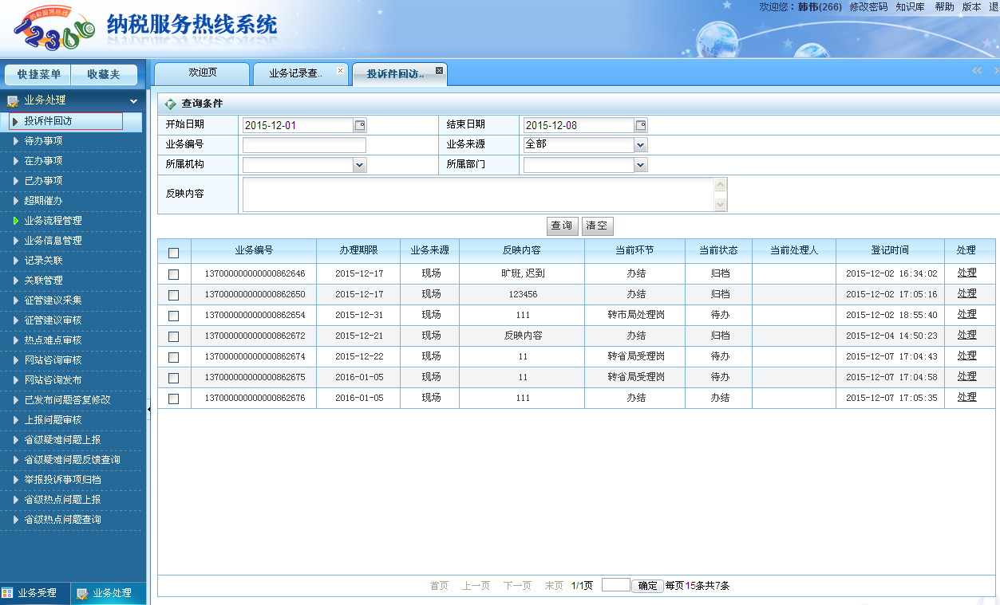 纳税服务热线
12366
纳税服务热线系统
欢迎您：韩伟(266) 修改密码 知识库 帮助 版本 退
快捷菜单 收藏夹
欢迎页 业务记录查.. 投诉件回访..
业务处理
投诉件回访
待办事项
在办事项
已办事项
超期催办
业务流程管理
业务信息管理
记录关联
关联管理
征管建议采集
征管建议审核
热点难点审核
网站咨询审核
网站咨询发布
已发布问题答复修改
上报问题审核
省级疑难问题上报
省级疑难问题反馈查询
举报投诉事项归档
省级热点问题上报
省级热点问题查询
业务受理 业务处理
查询条件
开始日期 2015-12-01 结束日期 2015-12-08
业务编号 业务来源 全部
所属机构 所属部门
反映内容
查询 清空
业务编号 办理期限 业务来源 反映内容 当前环节 当前状态 当前处理人 登记时间 处理
137000000000000862646 2015-12-17 现场 旷班,迟到 办结 归档 2015-12-02 16:34:02 处理
137000000000000862650 2015-12-17 现场 123456 办结 归档 2015-12-02 17:05:16 处理
137000000000000862654 2015-12-31 现场 111 转市局处理岗 待办 2015-12-02 18:55:40 处理
137000000000000862672 2015-12-21 现场 反映内容 办结 归档 2015-12-04 14:50:23 处理
137000000000000862674 2015-12-22 现场 11 转省局受理岗 待办 2015-12-07 17:04:43 处理
137000000000000862675 2016-01-05 现场 11 转省局受理岗 待办 2015-12-07 17:04:58 处理
137000000000000862676 2016-01-05 现场 111 办结 办结 2015-12-07 17:05:35 处理
首页 上一页 下一页 末页 1/1页 确定 每页15条共7条